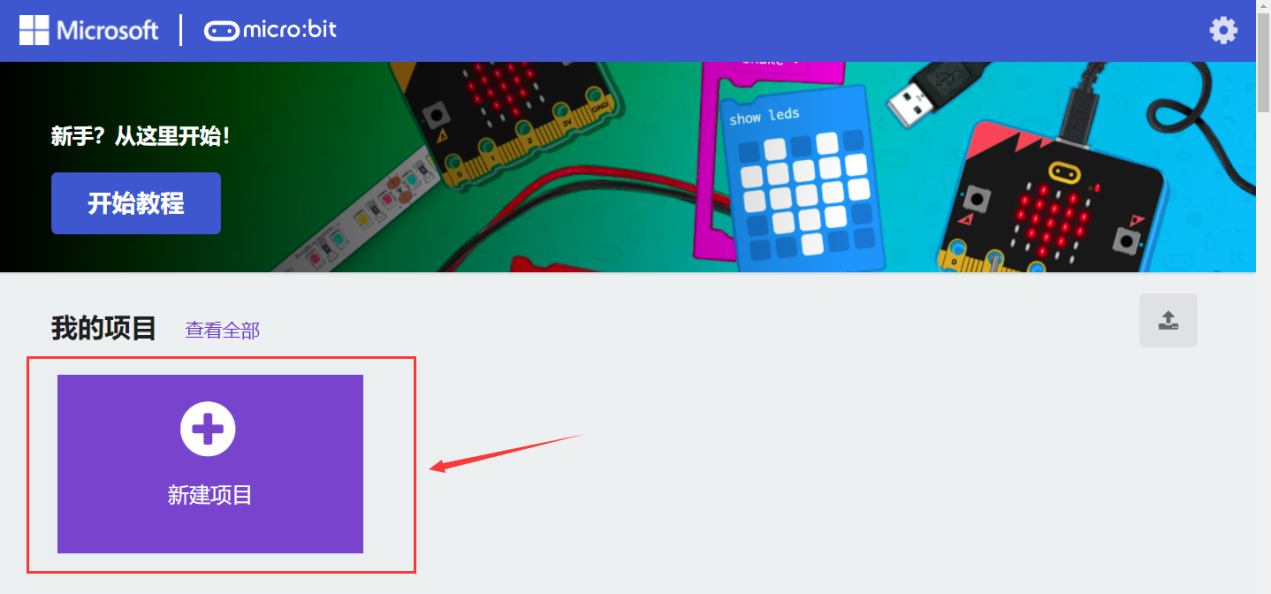 Microsoft
micro:bit
新手？从这里开始！
开始教程
show leds
我的项目
查看全部
新建项目